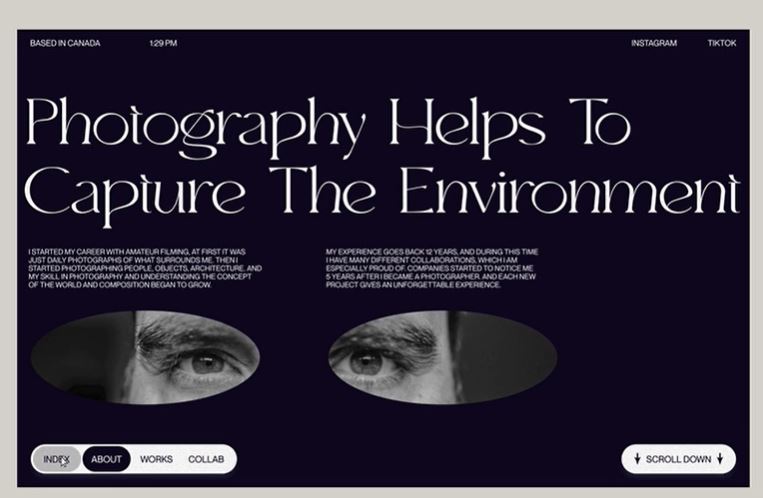 BASED IN CANADA
1:29 PM
INSTAGRAM
TIKTOK
Photography Helps To
Capture The Environment
I STARTED MY CAREER WITH AMATEUR FILMING, AT FIRST IT WAS
JUST DAILY PHOTOGRAPHS OF WHAT SURROUNDS ME. THEN I
STARTED PHOTOGRAPHING PEOPLE, OBJECTS, ARCHITECTURE, AND
MY SKILL IN PHOTOGRAPHY AND UNDERSTANDING THE CONCEPT
OF THE WORLD AND COMPOSITION BEGAN TO GROW.
MY EXPERIENCE GOES BACK 12 YEARS, AND DURING THIS TIME
I HAVE MANY DIFFERENT COLLABORATIONS, WHICH I AM
ESPECIALLY PROUD OF. COMPANIES STARTED TO NOTICE ME
5 YEARS AFTER I BECAME A PHOTOGRAPHER. AND EACH NEW
PROJECT GIVES AN UNFORGETTABLE EXPERIENCE.
INDEX
ABOUT
WORKS
COLLAB
SCROLL DOWN